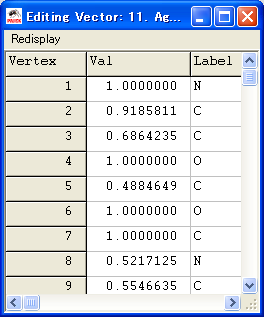 Editing Vector: 11. Ag...
Redisplay
Vertex Val Label
1 1.0000000 N
2 0.9185811 C
3 0.6864235 C
4 1.0000000 O
5 0.4884649 C
6 1.0000000 O
7 1.0000000 C
8 0.5217125 N
9 0.5546635 C